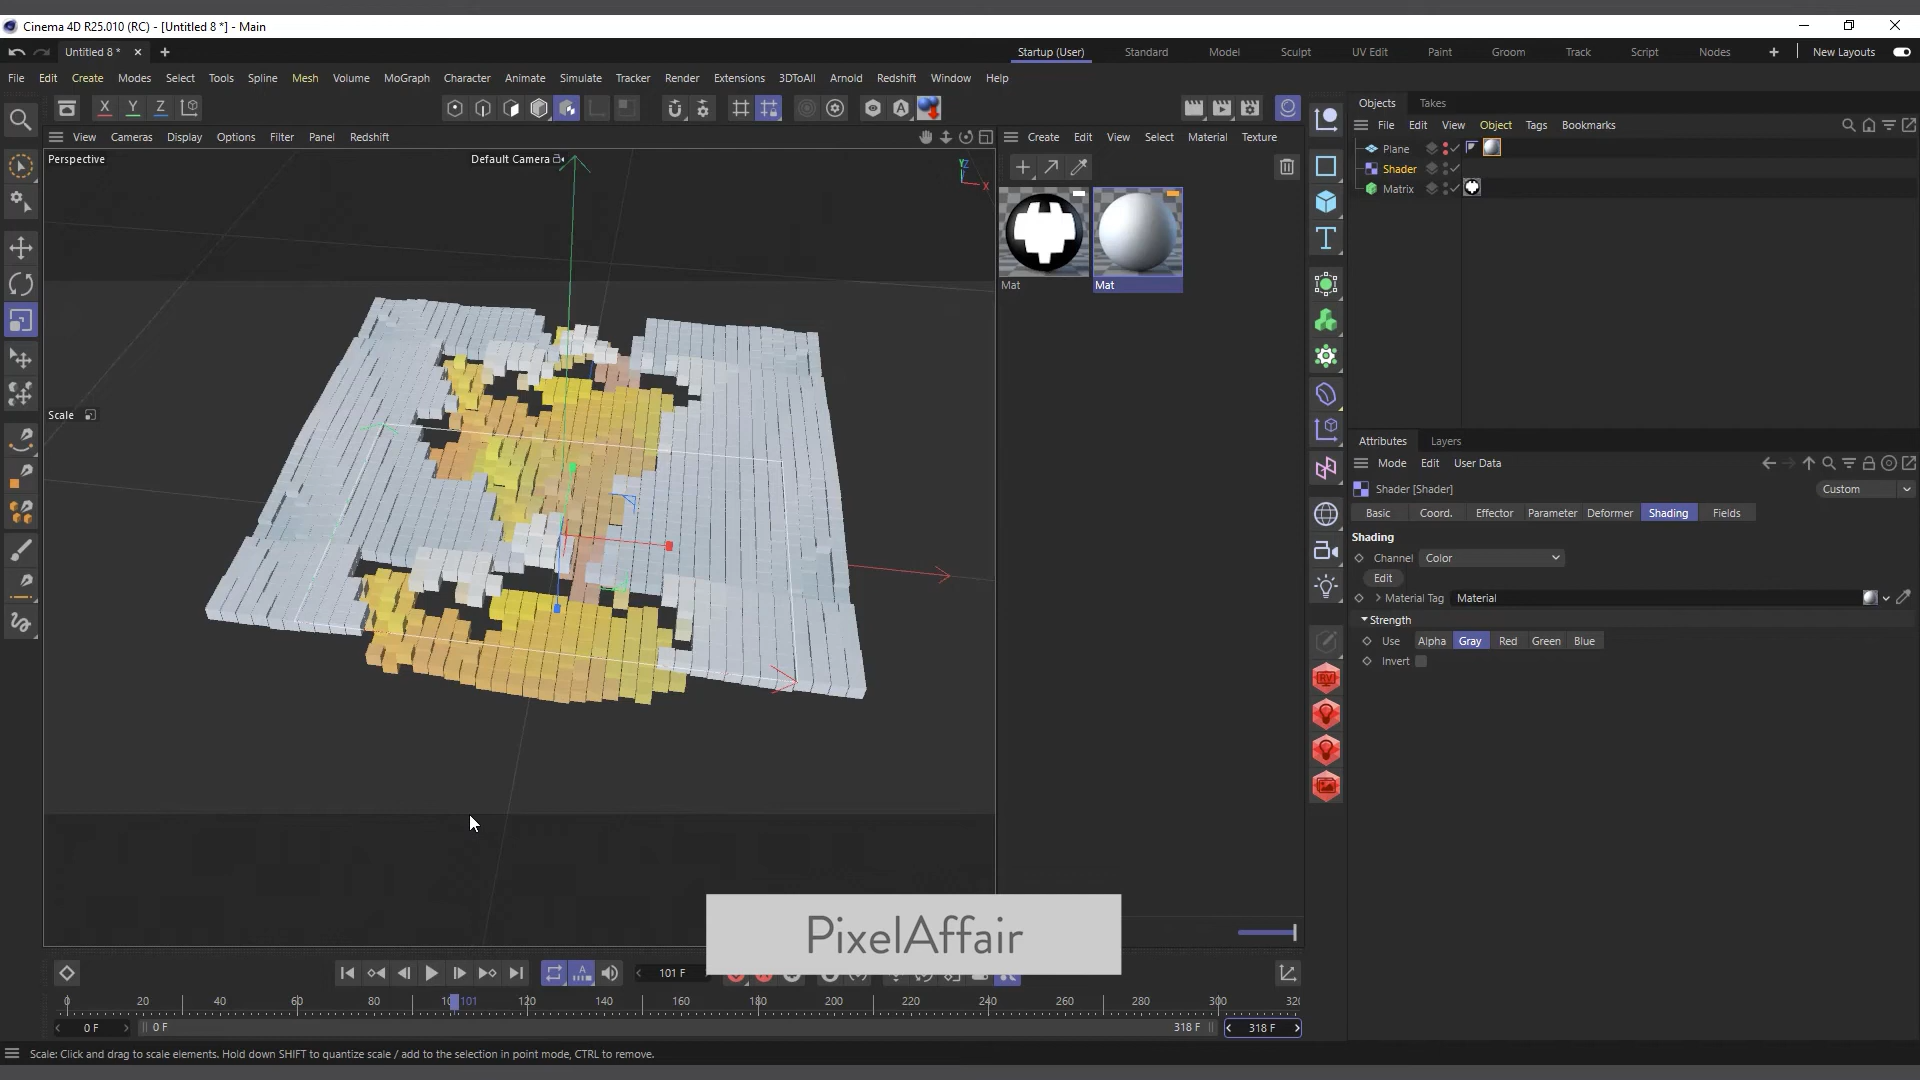 Cinema 4D R25.010 (RC) - [Untitled 8 *] - Main
Untitled 8 *
Startup (User) Standard Model Sculpt UV Edit Paint Groom Track Script Nodes New Layouts
File Edit Create Modes Select Tools Spline Mesh Volume MoGraph Character Animate Simulate Tracker Render Extensions 3DToAll Arnold Redshift Window Help
X Y Z
View Cameras Display Options Filter Panel Redshift
Perspective
Default Camera
Y Z X
Scale
Create Edit View Select Material Texture
Mat
Mat
Objects Takes
File Edit View Object Tags Bookmarks
Plane
Shader
Matrix
Attributes Layers
Mode Edit User Data
Shader [Shader]
Custom
Basic Coord. Effector Parameter Deformer Shading Fields
Shading
Channel Color
Edit
Material Tag Material
Strength
Use Alpha Gray Red Green Blue
Invert
RV
PixelAffair
101 F
0 20 40 60 80 101 120 140 160 180 200 220 240 260 280 300
0 F 0 F 318 F 318 F
Scale: Click and drag to scale elements. Hold down SHIFT to quantize scale / add to the selection in point mode, CTRL to remove.